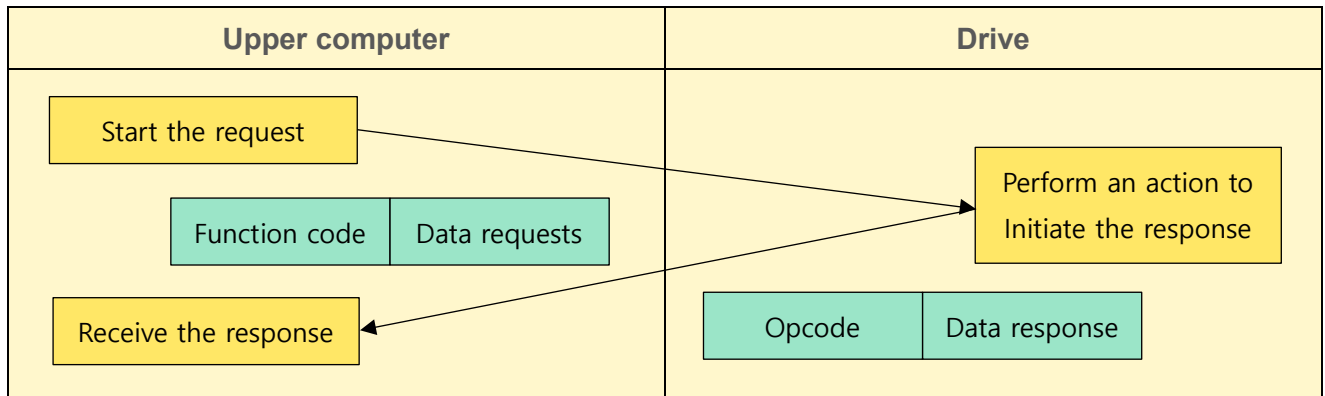 Upper computer
Drive
Start the request
Perform an action to
Initiate the response
Function code
Data requests
Receive the response
Opcode
Data response